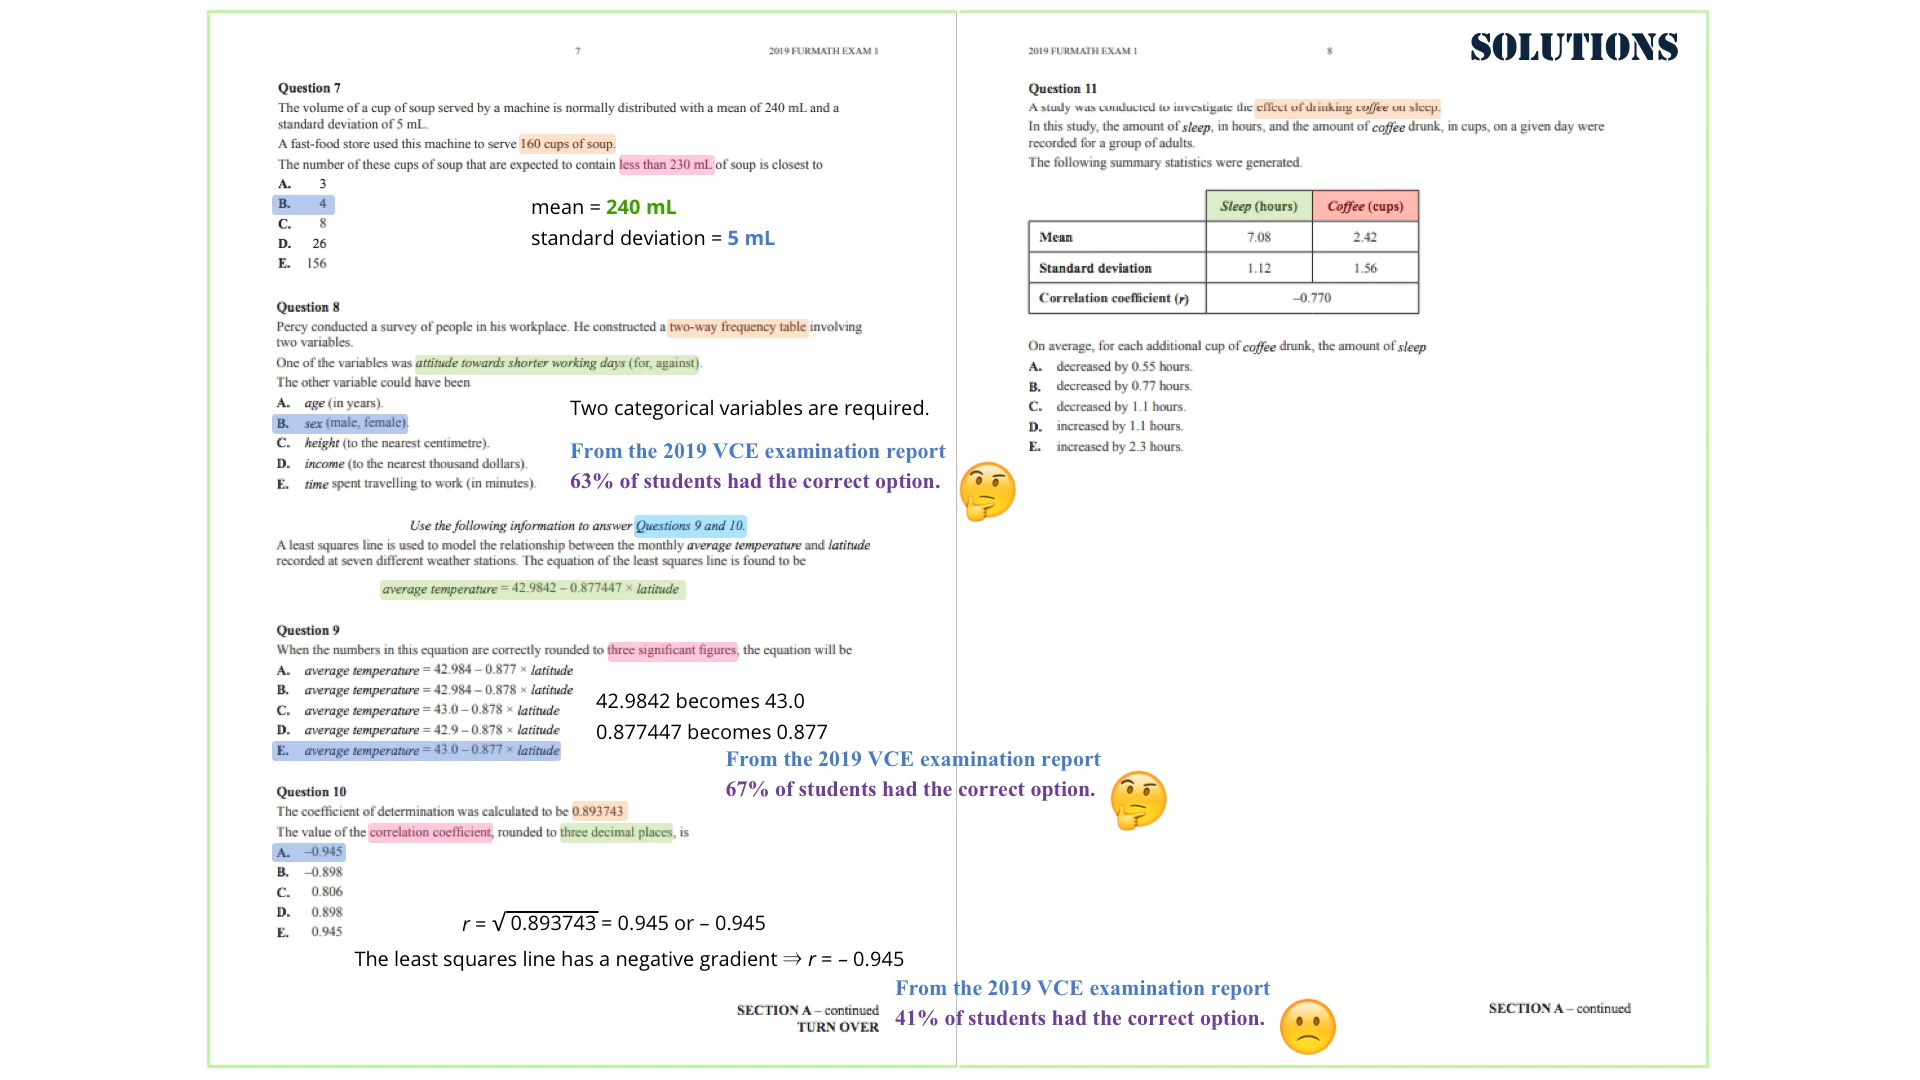 7
2019 FURMATH EXAM 1
Question 7
The volume of a cup of soup served by a machine is normally distributed with a mean of 240 mL and a
standard deviation of 5 mL.
A fast-food store used this machine to serve 160 cups of soup.
The number of these cups of soup that are expected to contain less than 230 mL of soup is closest to
A. 3
B. 4
C. 8
D. 26
E. 156
mean = 240 mL
standard deviation = 5 mL
Question 8
Percy conducted a survey of people in his workplace. He constructed a two-way frequency table involving
two variables.
One of the variables was attitude towards shorter working days (for, against).
The other variable could have been
A. age (in years).
B. sex (male, female).
C. height (to the nearest centimetre).
D. income (to the nearest thousand dollars).
E. time spent travelling to work (in minutes).
Two categorical variables are required.
From the 2019 VCE examination report
63% of students had the correct option.
Use the following information to answer Questions 9 and 10.
A least squares line is used to model the relationship between the monthly average temperature and latitude
recorded at seven different weather stations. The equation of the least squares line is found to be
average temperature = 42.9842 – 0.877447 × latitude
Question 9
When the numbers in this equation are correctly rounded to three significant figures, the equation will be
A. average temperature = 42.984 – 0.877 × latitude
B. average temperature = 42.984 – 0.878 × latitude
C. average temperature = 43.0 – 0.878 × latitude
D. average temperature = 42.9 – 0.878 × latitude
E. average temperature = 43.0 – 0.877 × latitude
42.9842 becomes 43.0
0.877447 becomes 0.877
From the 2019 VCE examination report
67% of students had the correct option.
Question 10
The coefficient of determination was calculated to be 0.893743
The value of the correlation coefficient, rounded to three decimal places, is
A. –0.945
B. –0.898
C. 0.806
D. 0.898
E. 0.945
r = √0.893743 = 0.945 or – 0.945
The least squares line has a negative gradient ⇒ r = – 0.945
From the 2019 VCE examination report
41% of students had the correct option.
SECTION A – continued
TURN OVER
2019 FURMATH EXAM 1
8
SOLUTIONS
Question 11
A study was conducted to investigate the effect of drinking coffee on sleep.
In this study, the amount of sleep, in hours, and the amount of coffee drunk, in cups, on a given day were
recorded for a group of adults.
The following summary statistics were generated.
Sleep (hours) Coffee (cups)
Mean 7.08 2.42
Standard deviation 1.12 1.56
Correlation coefficient (r) –0.770
On average, for each additional cup of coffee drunk, the amount of sleep
A. decreased by 0.55 hours.
B. decreased by 0.77 hours.
C. decreased by 1.1 hours.
D. increased by 1.1 hours.
E. increased by 2.3 hours.
SECTION A – continued